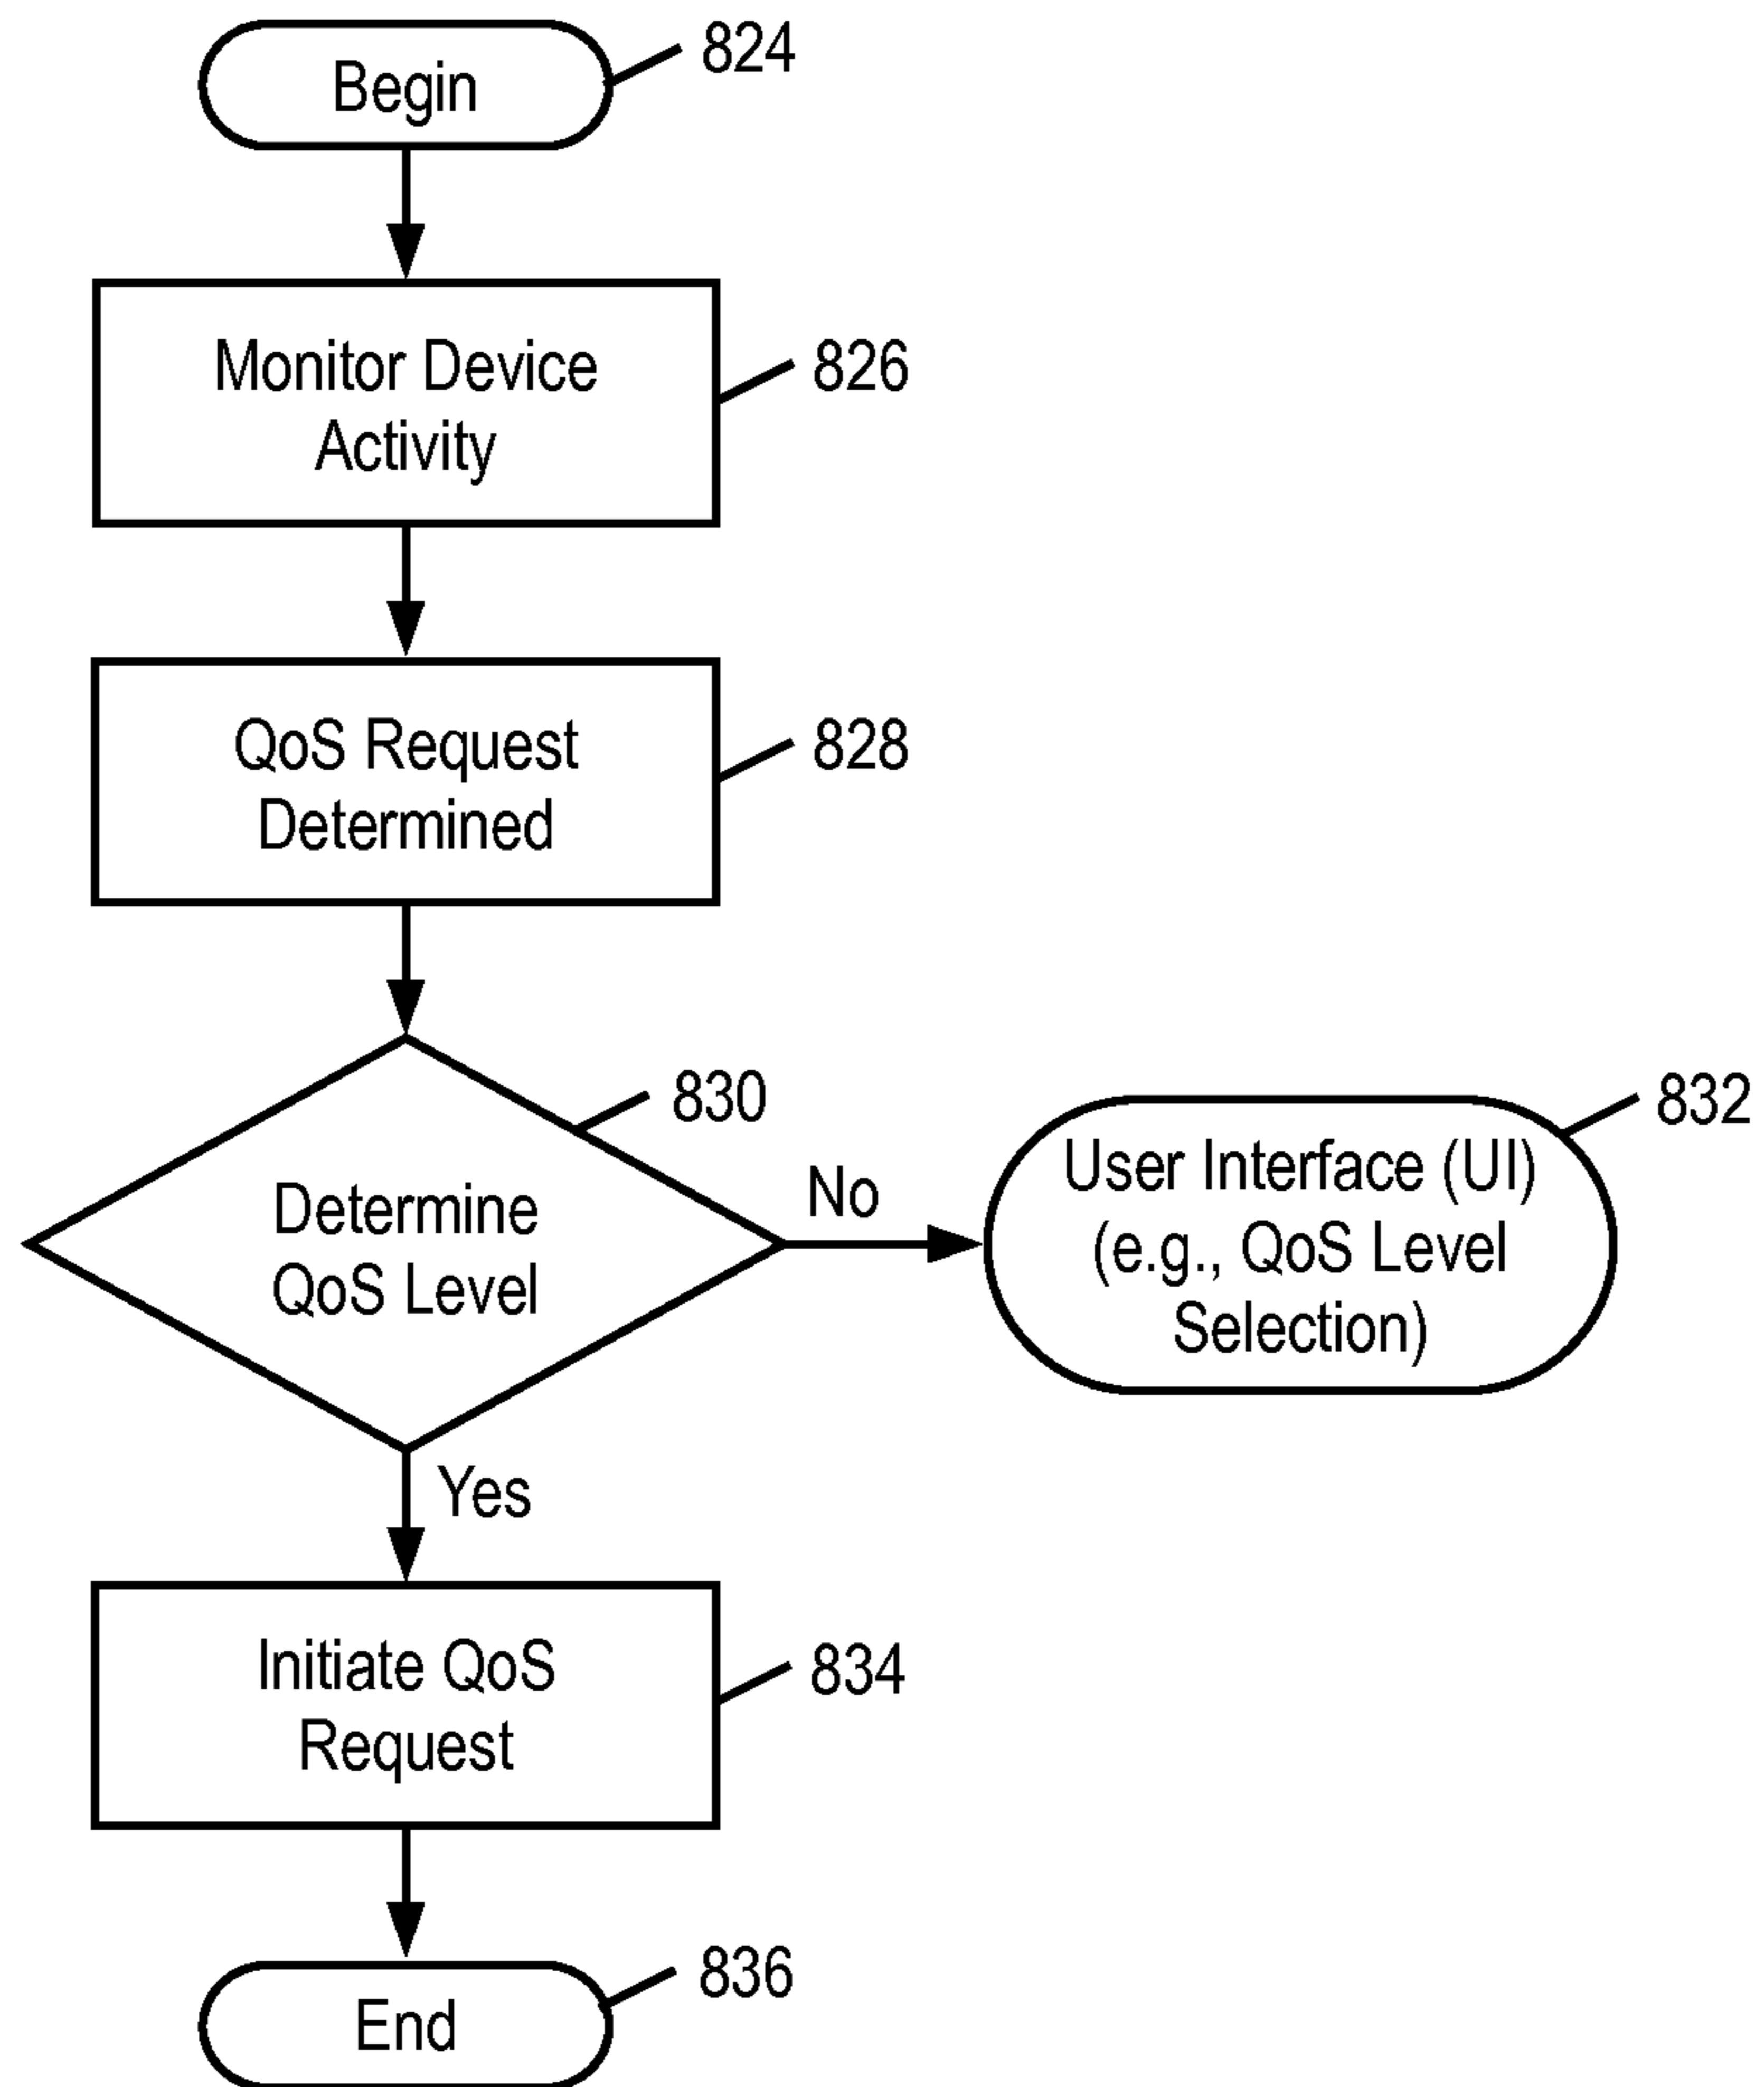 Begin
824
Monitor Device
Activity
826
QoS Request
Determined
828
830
Determine
QoS Level
No
832
User Interface (UI)
(e.g., QoS Level
Selection)
Yes
Initiate QoS
Request
834
End
836